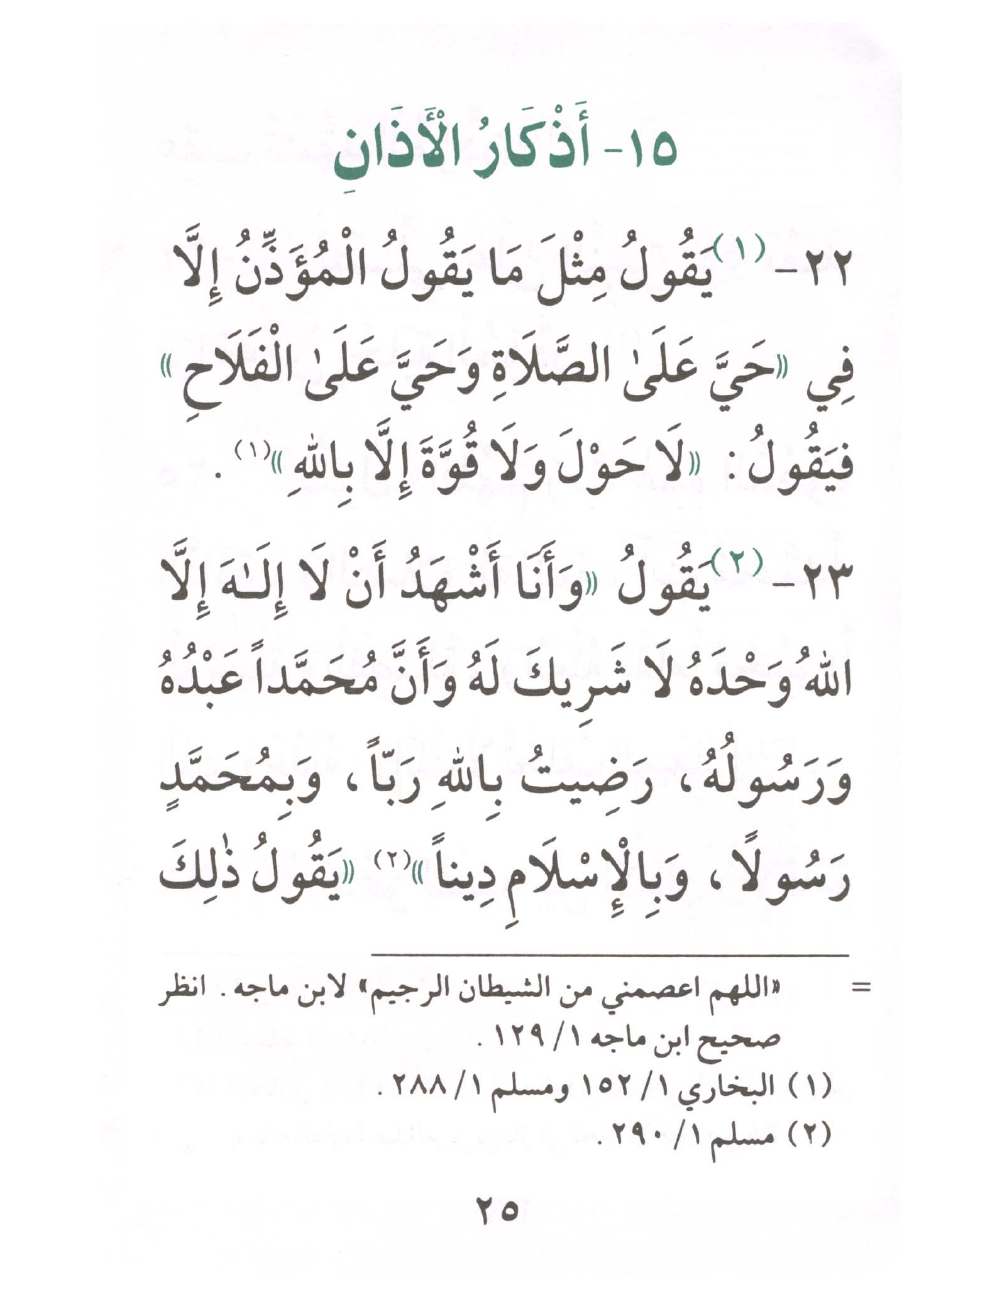 ١٥- أَذْكَارُ الْأَذَانِ
٢٢- (١) يَقُولُ مِثْلَ مَا يَقُولُ الْمُؤَذِّنُ إِلَّا
فِي «حَيَّ عَلَىٰ الصَّلَاةِ وَحَيَّ عَلَىٰ الْفَلَاحِ»
فَيَقُولُ: «لَا حَوْلَ وَلَا قُوَّةَ إِلَّا بِاللهِ»(١).
٢٣- (٢) يَقُولُ «وَأَنَا أَشْهَدُ أَنْ لَا إِلَـٰهَ إِلَّا
اللهُ وَحْدَهُ لَا شَرِيكَ لَهُ وَأَنَّ مُحَمَّداً عَبْدُهُ
وَرَسُولُهُ، رَضِيتُ بِاللهِ رَبّاً، وَبِمُحَمَّدٍ
رَسُولًا، وَبِالْإِسْلَامِ دِيناً»(٢) «يَقُولُ ذٰلِكَ
= «اللهم اعصمني من الشيطان الرجيم» لابن ماجه. انظر
صحيح ابن ماجه ١/ ١٢٩.
(١) البخاري ١/ ١٥٢ ومسلم ١/ ٢٨٨.
(٢) مسلم ١/ ٢٩٠.
٢٥